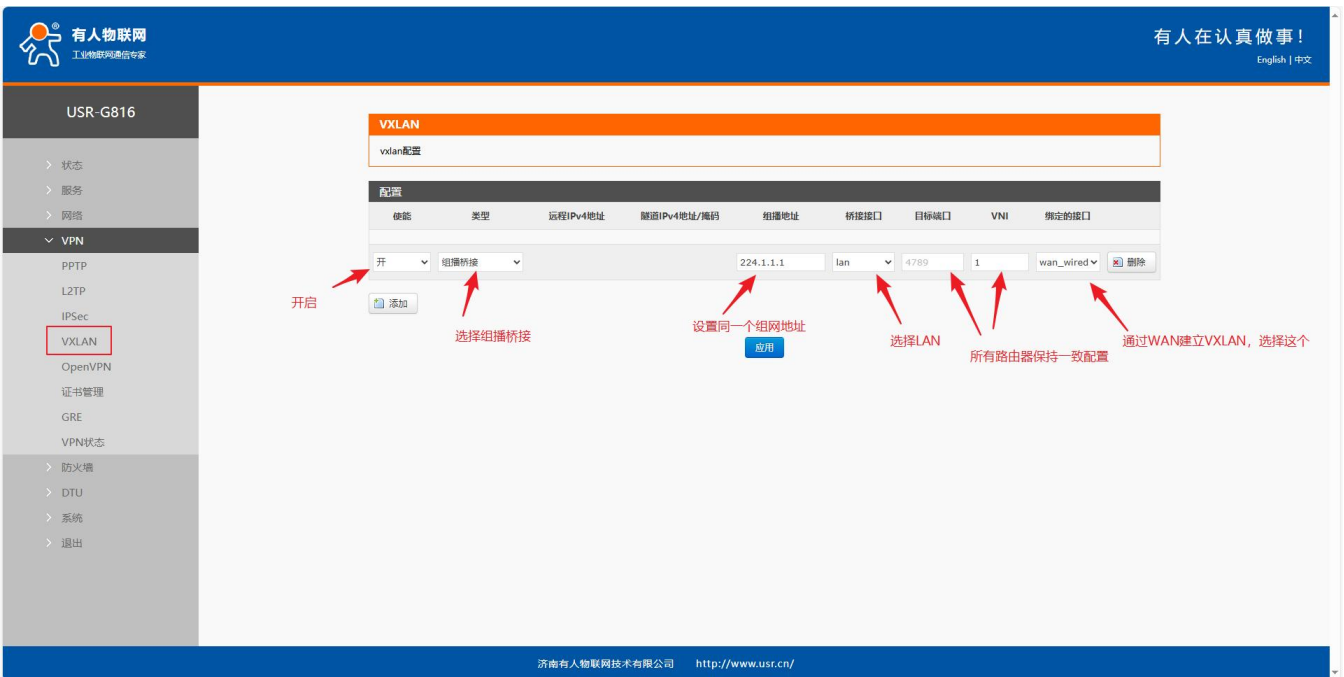 有人物联网
工业物联网通信专家
有人在认真做事！
English | 中文
USR-G816
状态
服务
网络
VPN
PPTP
L2TP
IPSec
VXLAN
OpenVPN
证书管理
GRE
VPN状态
防火墙
DTU
系统
退出
VXLAN
vxlan配置
配置
使能 类型 远程IPv4地址 隧道IPv4地址/掩码 组播地址 桥接接口 目标端口 VNI 绑定的接口
开 组播桥接 224.1.1.1 lan 4789 1 wan_wired 删除
添加
开启
选择组播桥接
设置同一个组网地址
选择LAN
所有路由器保持一致配置
通过WAN建立VXLAN，选择这个
应用
济南有人物联网技术有限公司 http://www.usr.cn/